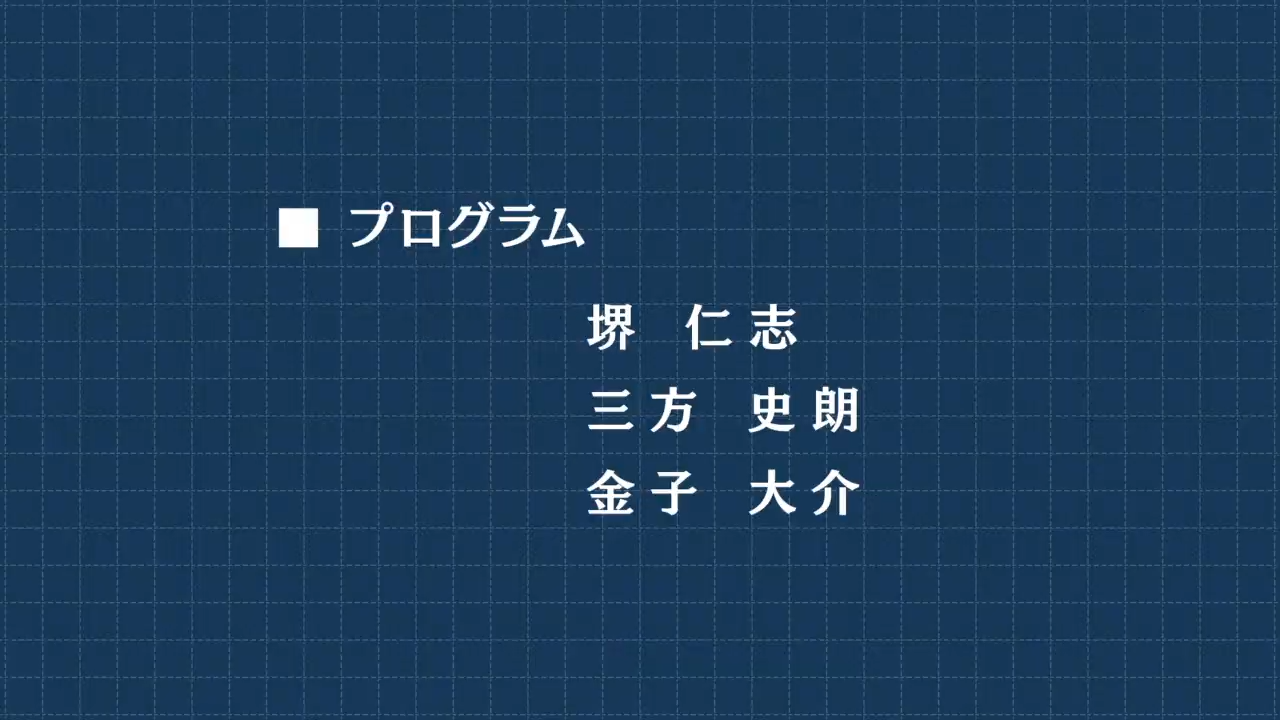 ■ プログラム
堺　仁志
三方　史朗
金子　大介